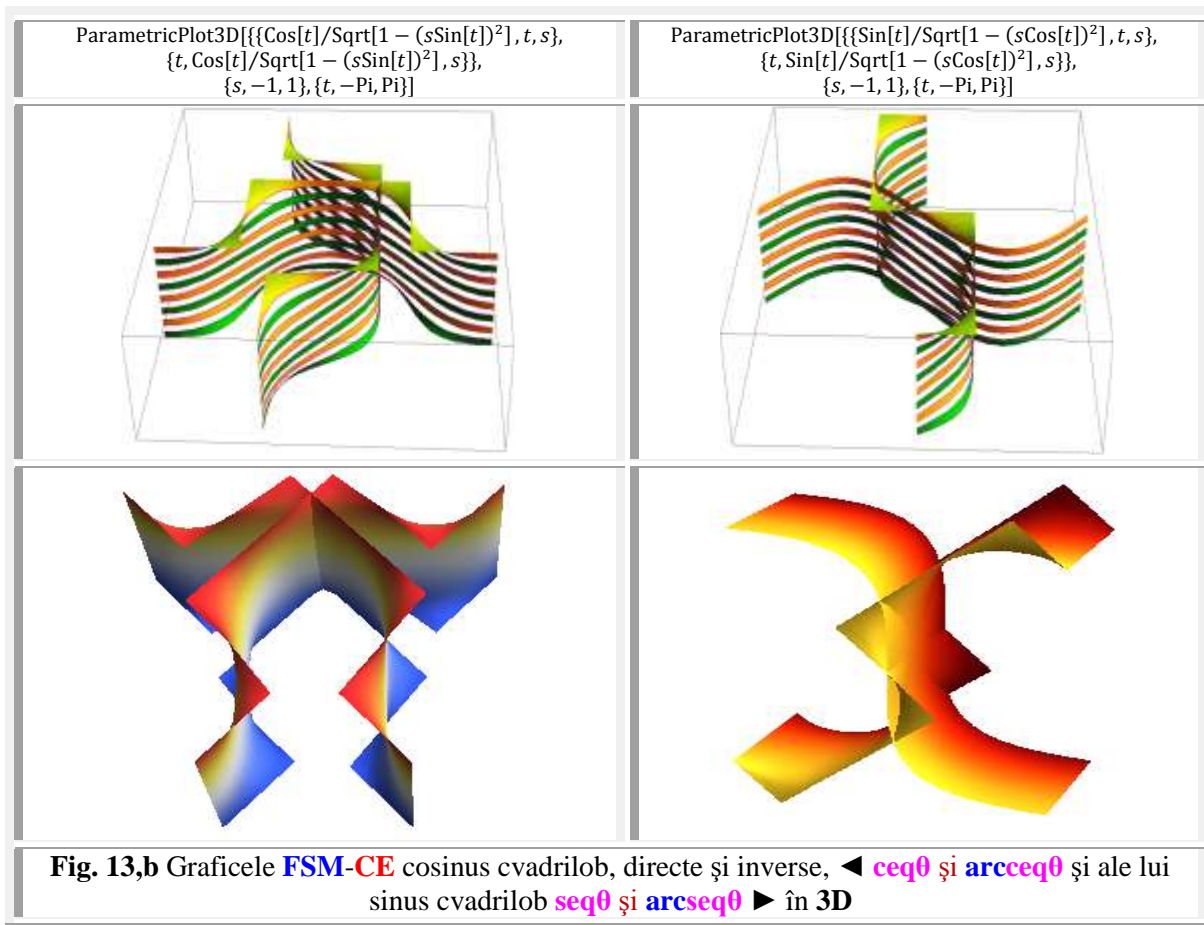 ParametricPlot3D[{{Cos[t]/Sqrt[1 − (sSin[t])²], t, s},
{t, Cos[t]/Sqrt[1 − (sSin[t])²], s}},
{s, −1, 1}, {t, −Pi, Pi}]
ParametricPlot3D[{{Sin[t]/Sqrt[1 − (sCos[t])²], t, s},
{t, Sin[t]/Sqrt[1 − (sCos[t])²], s}},
{s, −1, 1}, {t, −Pi, Pi}]
Fig. 13,b Graficele FSM-CE cosinus cvadrilob, directe şi inverse, ◄ ceqθ şi arcceqθ şi ale lui
sinus cvadrilob seqθ şi arcseqθ ► în 3D